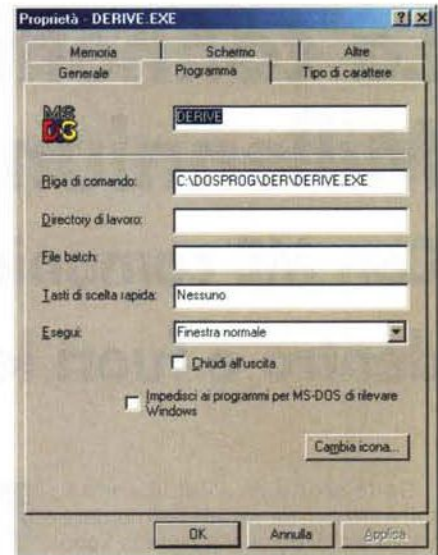 Proprietà - DERIVE.EXE
Memoria Schermo Altre
Generale Programma Tipo di carattere
MS DOS
DERIVE
Riga di comando: C:\DOSPROG\DER\DERIVE.EXE
Directory di lavoro:
File batch:
Tasti di scelta rapida: Nessuno
Esegui: Finestra normale
Chiudi all'uscita
Impedisci ai programmi per MS-DOS di rilevare
Windows
Cambia icona...
OK Annulla Applica